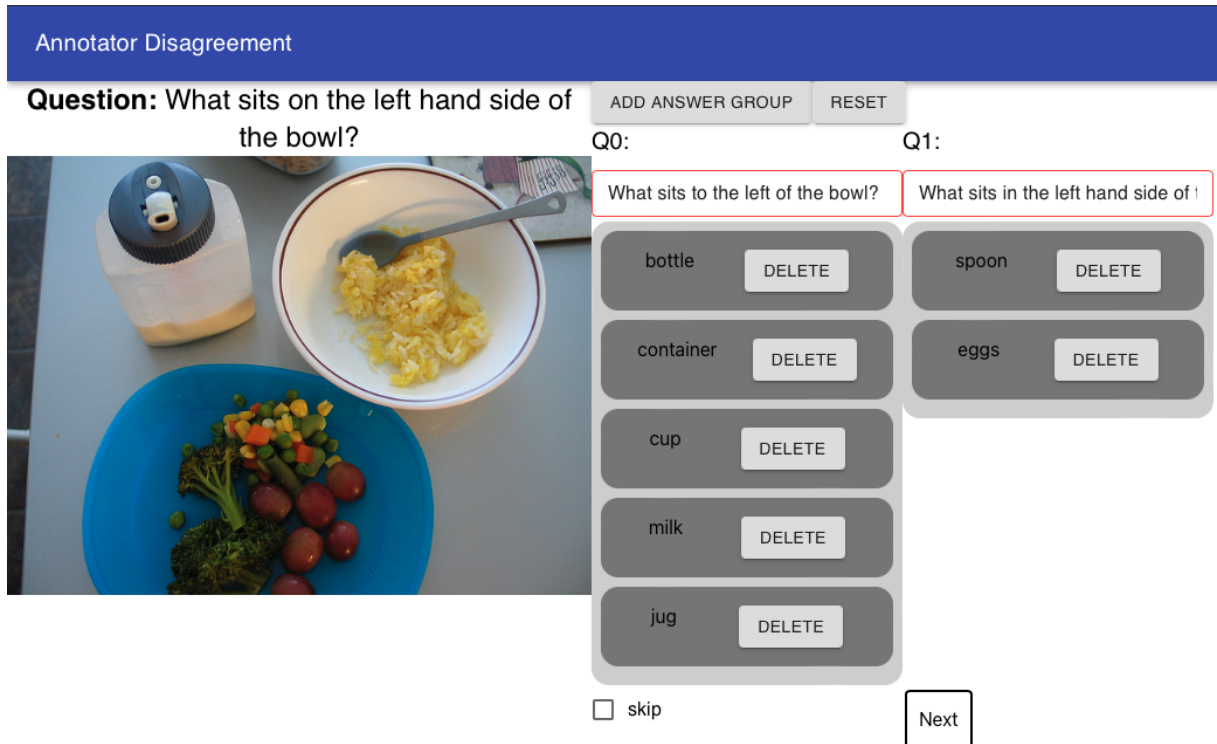 Annotator Disagreement
Question: What sits on the left hand side of
the bowl?
ADD ANSWER GROUP
RESET
Q0:
Q1:
What sits to the left of the bowl?
What sits in the left hand side of
bottle
DELETE
container
DELETE
cup
DELETE
milk
DELETE
jug
DELETE
spoon
DELETE
eggs
DELETE
skip
Next